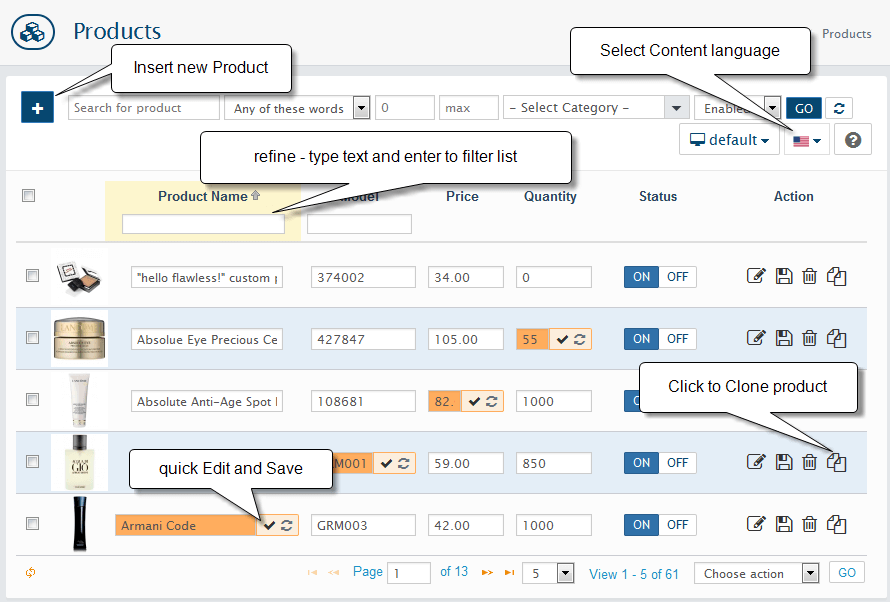 Products
Products
Insert new Product
Select Content language
+
Search for product
Any of these words
0
max
- Select Category -
GO
default
?
refine - type text and enter to filter list
Product Name
Price
Quantity
Status
Action
"hello flawless!" custom
374002
34.00
0
ON OFF
Absolue Eye Precious Ce
427847
105.00
55
ON OFF
Absolute Anti-Age Spot
108681
82.
1000
Click to Clone product
quick Edit and Save
M001
59.00
850
ON OFF
Armani Code
GRM003
42.00
1000
ON OFF
Page 1 of 13
5
View 1 - 5 of 61
Choose action
GO